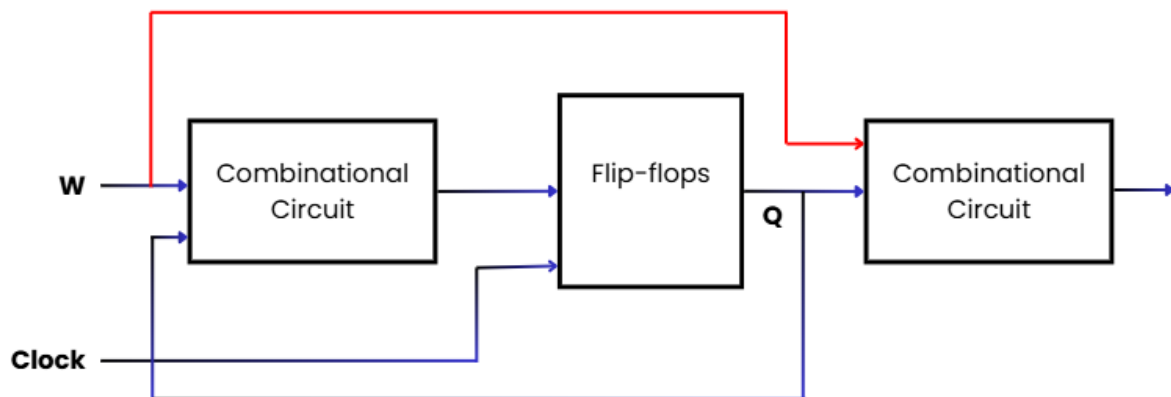 W
Combinational
Circuit
Flip-flops
Q
Combinational
Circuit
Clock